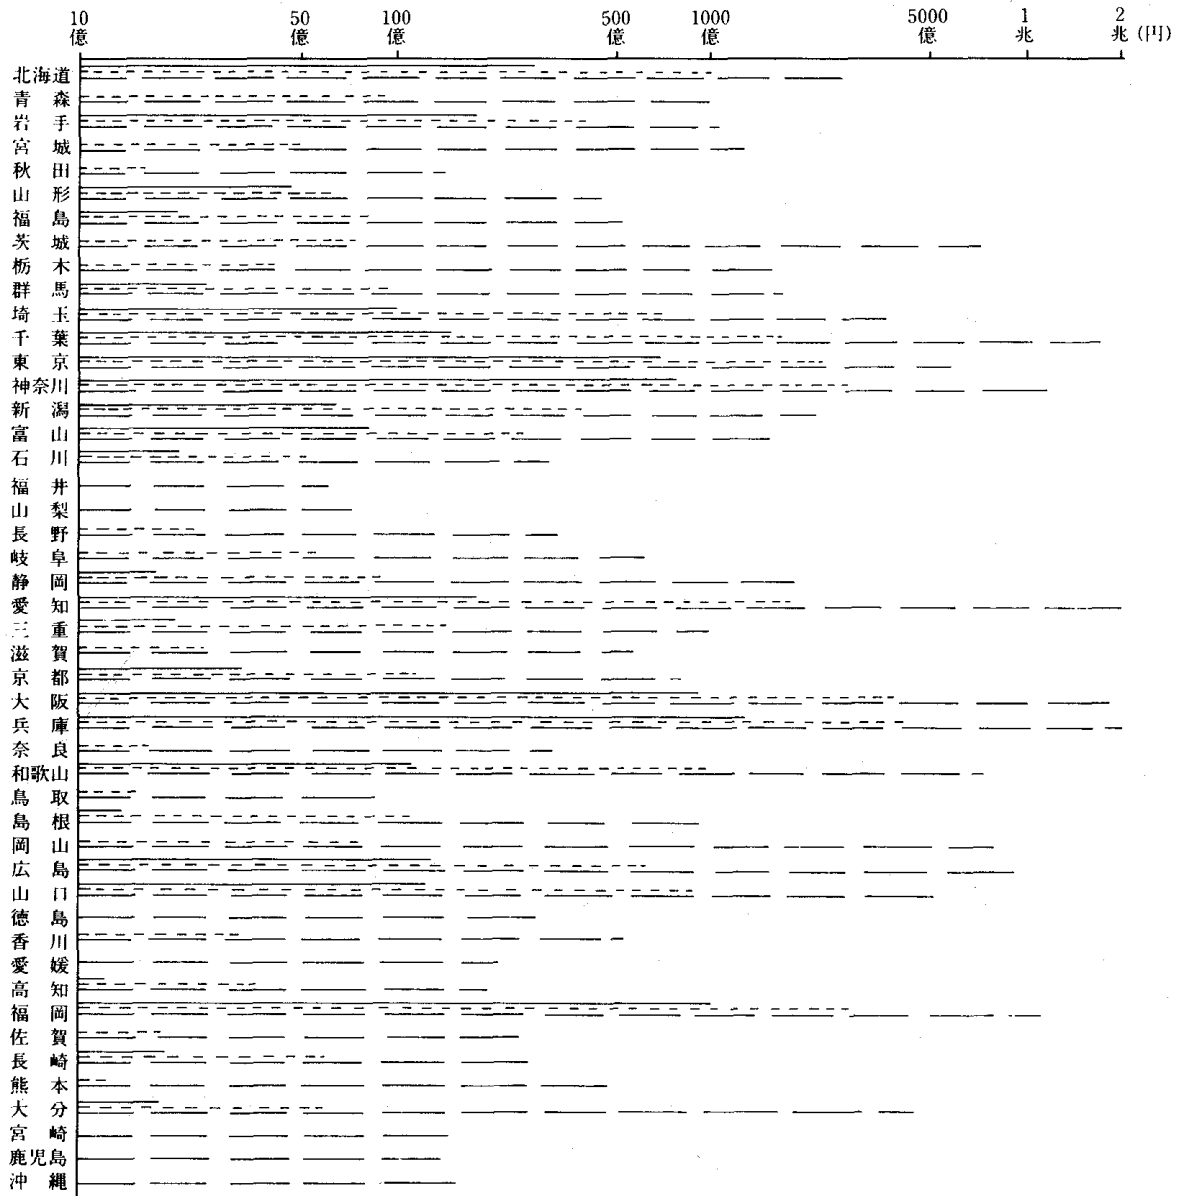 10 50 100 500 1000 5000 1 2
億 億 億 億 億 億 兆 兆 (円)
北海道
青森
岩手
宮城
秋田
山形
福島
茨城
栃木
群馬
埼玉
千葉
東京
神奈川
新潟
富山
石川
福井
山梨
長野
岐阜
静岡
愛知
三重
滋賀
京都
大阪
兵庫
奈良
和歌山
鳥取
島根
岡山
広島
山口
徳島
香川
愛媛
高知
福岡
佐賀
長崎
熊本
大分
宮崎
鹿児島
沖縄